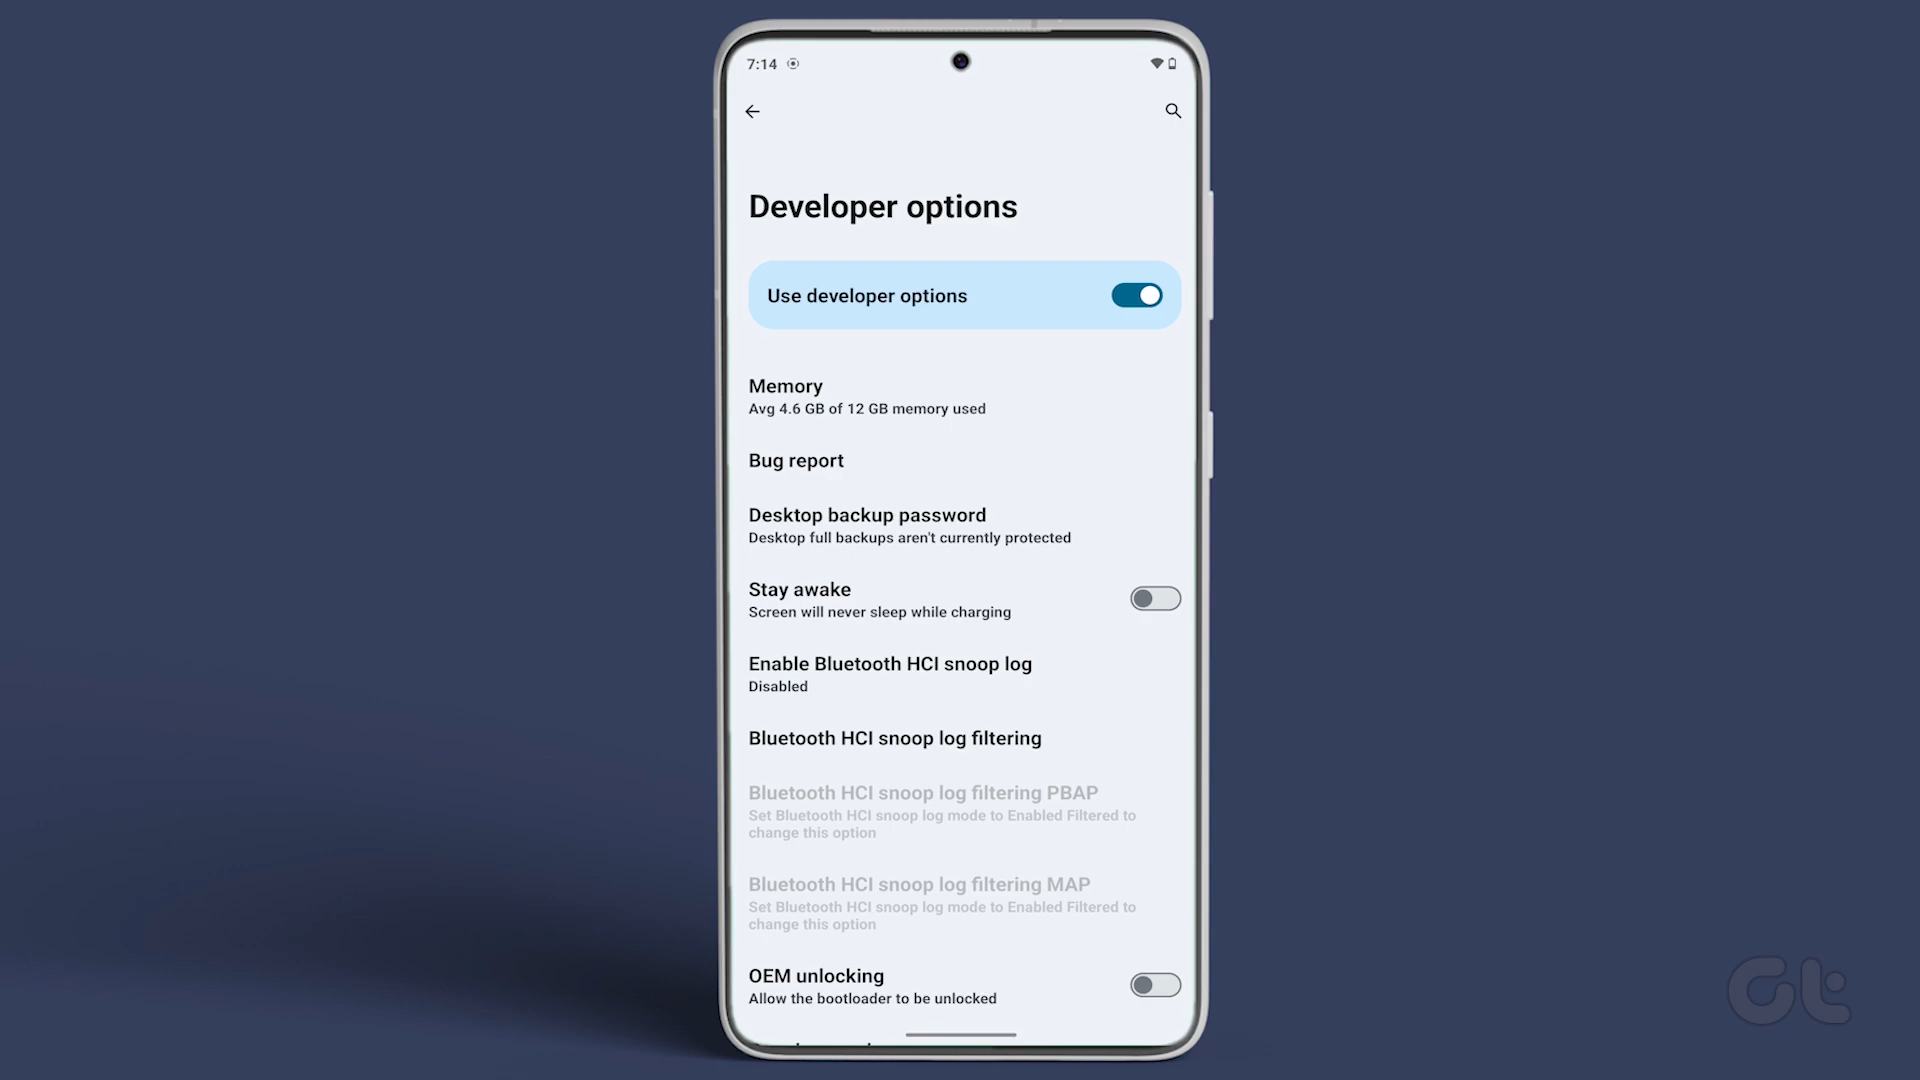 7:14
Developer options
Use developer options
Memory
Avg 4.6 GB of 12 GB memory used
Bug report
Desktop backup password
Desktop full backups aren't currently protected
Stay awake
Screen will never sleep while charging
Enable Bluetooth HCI snoop log
Disabled
Bluetooth HCI snoop log filtering
Bluetooth HCI snoop log filtering PBAP
Set Bluetooth HCI snoop log mode to Enabled Filtered to
change this option
Bluetooth HCI snoop log filtering MAP
Set Bluetooth HCI snoop log mode to Enabled Filtered to
change this option
OEM unlocking
Allow the bootloader to be unlocked
Gt